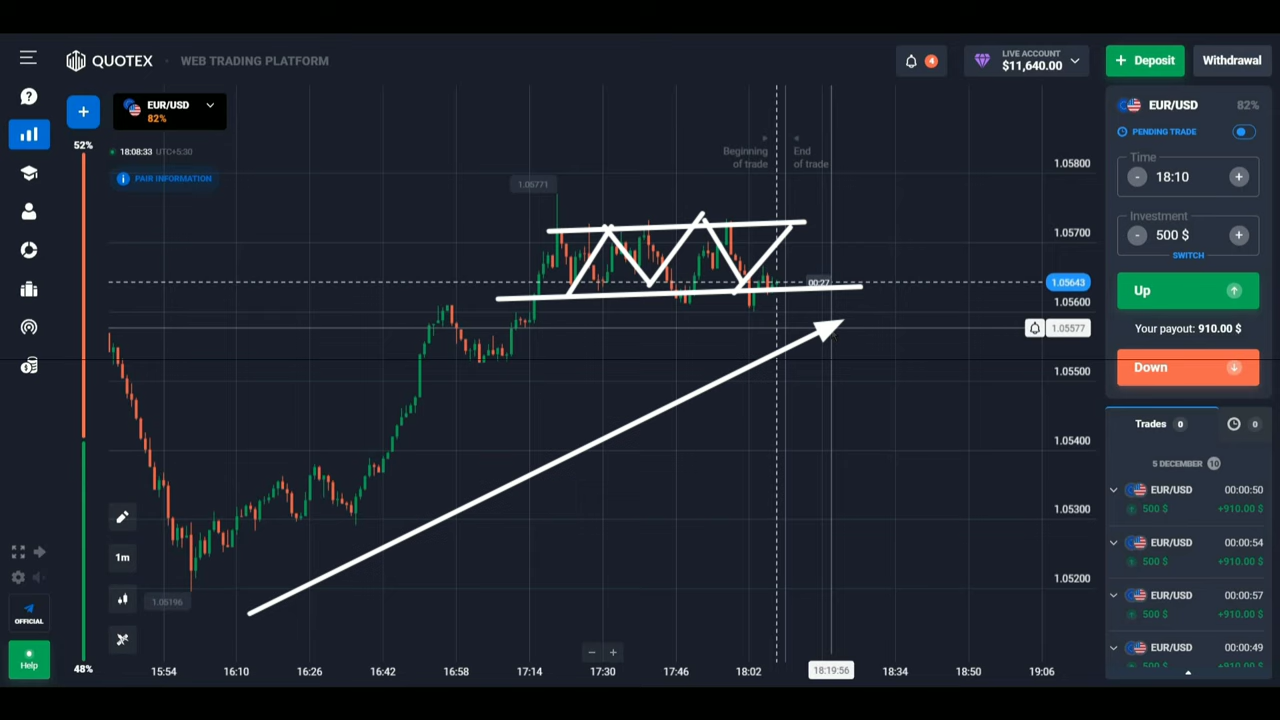 QUOTEX
WEB TRADING PLATFORM
4
LIVE ACCOUNT
$11,640.00
+ Deposit
Withdrawal
+
EUR/USD
82%
52%
18:08:33 UTC+5:30
PAIR INFORMATION
Beginning of trade
End of trade
1.05771
1.05800
1.05700
1.05643
1.05600
1.05577
1.05500
1.05400
1.05300
1.05200
00:27
1.05196
1m
48%
15:54
16:10
16:26
16:42
16:58
17:14
17:30
17:46
18:02
18:19:56
18:34
18:50
19:06
OFFICIAL
Help
EUR/USD 82%
PENDING TRADE
Time
- 18:10 +
Investment
- 500 $ +
SWITCH
Up
Your payout: 910.00 $
Down
Trades 0
0
5 DECEMBER 10
EUR/USD 00:00:50
500 $ +910.00 $
EUR/USD 00:00:54
500 $ +910.00 $
EUR/USD 00:00:57
500 $ +910.00 $
EUR/USD 00:00:49
500 $ +910.00 $